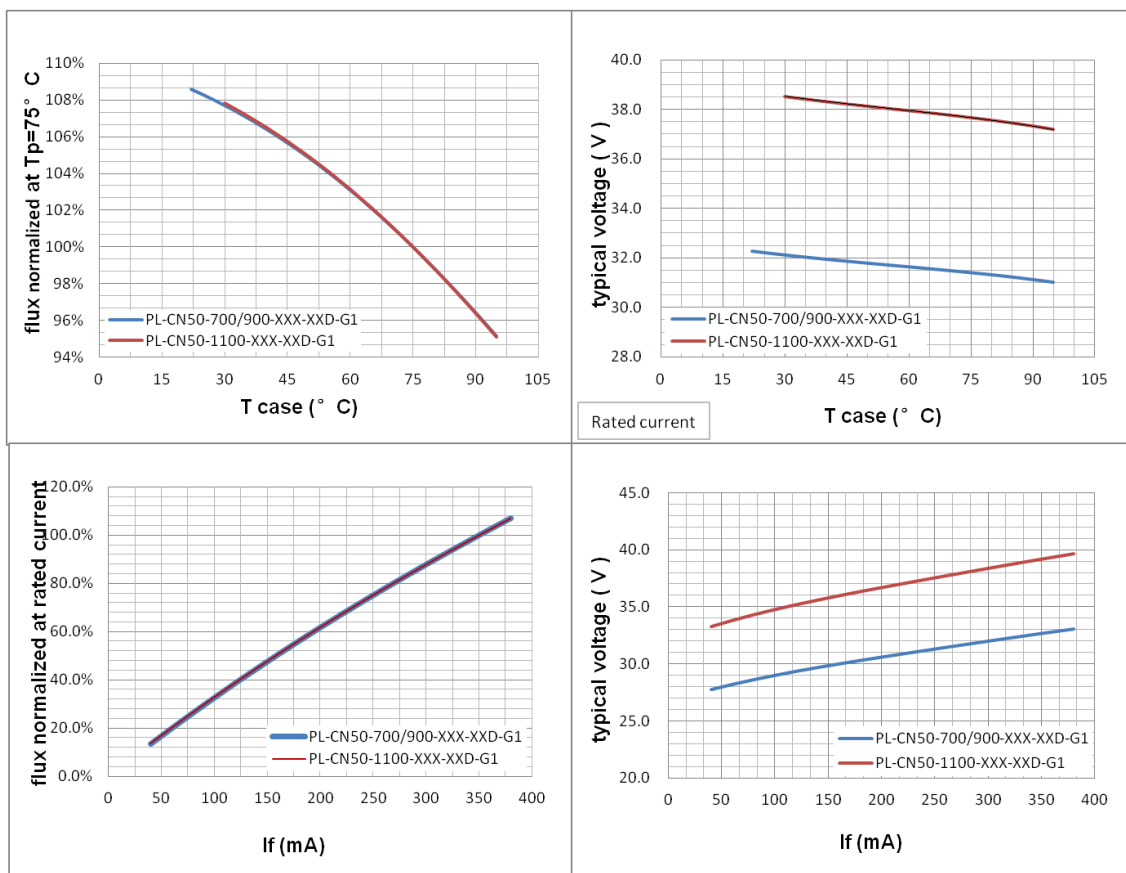 flux normalized at Tp=75° C
110%
108%
106%
104%
102%
100%
98%
96%
94%
PL-CN50-700/900-XXX-XXD-G1
PL-CN50-1100-XXX-XXD-G1
0 15 30 45 60 75 90 105
T case (° C)
typical voltage ( V )
40.0
38.0
36.0
34.0
32.0
30.0
28.0
PL-CN50-700/900-XXX-XXD-G1
PL-CN50-1100-XXX-XXD-G1
0 15 30 45 60 75 90 105
T case (° C)
Rated current
flux normalized at rated current
120.0%
100.0%
80.0%
60.0%
40.0%
20.0%
0.0%
PL-CN50-700/900-XXX-XXD-G1
PL-CN50-1100-XXX-XXD-G1
0 50 100 150 200 250 300 350 400
If (mA)
typical voltage ( V )
45.0
40.0
35.0
30.0
25.0
20.0
PL-CN50-700/900-XXX-XXD-G1
PL-CN50-1100-XXX-XXD-G1
0 50 100 150 200 250 300 350 400
If (mA)